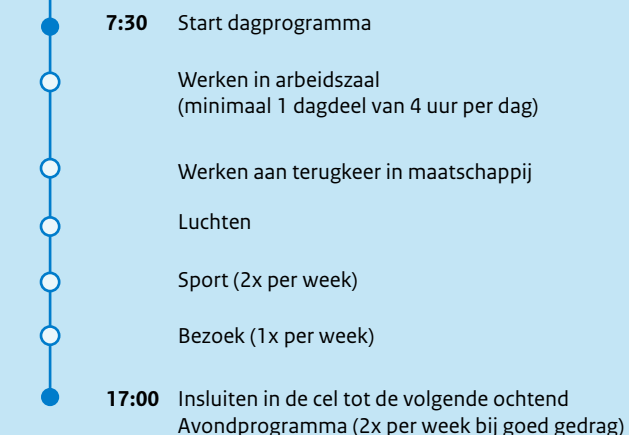 7:30 Start dagprogramma
Werken in arbeidszaal
(minimaal 1 dagdeel van 4 uur per dag)
Werken aan terugkeer in maatschappij
Luchten
Sport (2x per week)
Bezoek (1x per week)
17:00 Insluiten in de cel tot de volgende ochtend
Avondprogramma (2x per week bij goed gedrag)